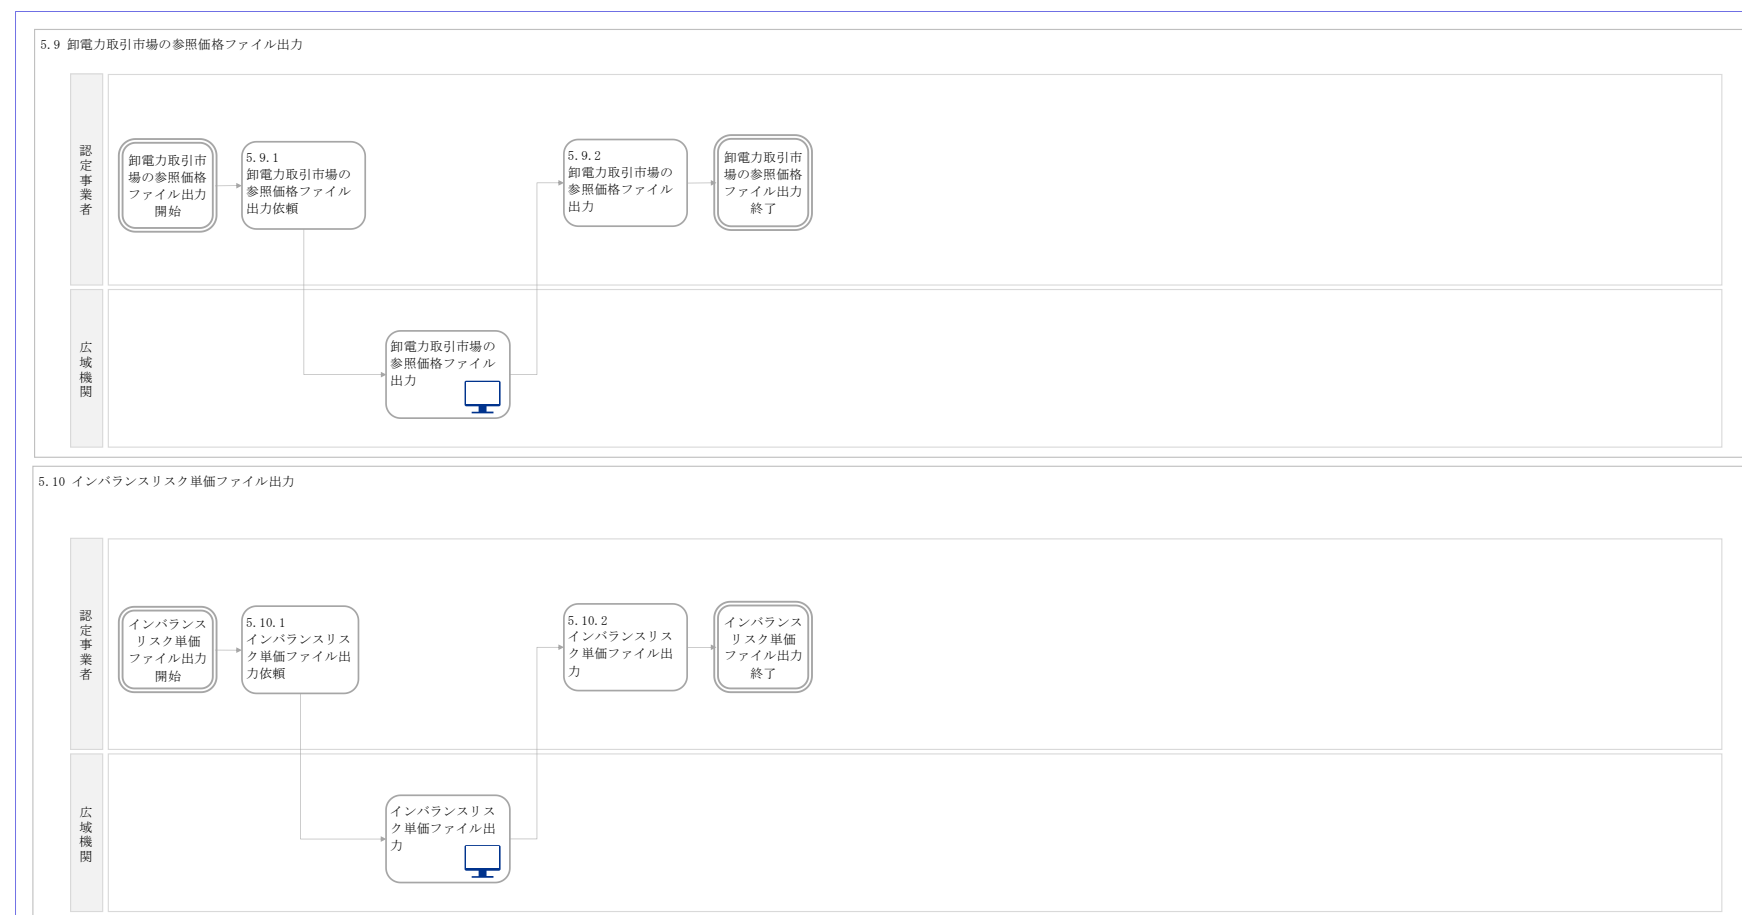 5.9 卸電力取引市場の参照価格ファイル出力
認定事業者
卸電力取引市
場の参照価格
ファイル出力
開始
5.9.1
卸電力取引市場の
参照価格ファイル
出力依頼
5.9.2
卸電力取引市場の
参照価格ファイル
出力
卸電力取引市
場の参照価格
ファイル出力
終了
広域機関
卸電力取引市場の
参照価格ファイル
出力
5.10 インバランスリスク単価ファイル出力
認定事業者
インバランス
リスク単価
ファイル出力
開始
5.10.1
インバランスリス
ク単価ファイル出
力依頼
5.10.2
インバランスリス
ク単価ファイル出
力
インバランス
リスク単価
ファイル出力
終了
広域機関
インバランスリス
ク単価ファイル出
力